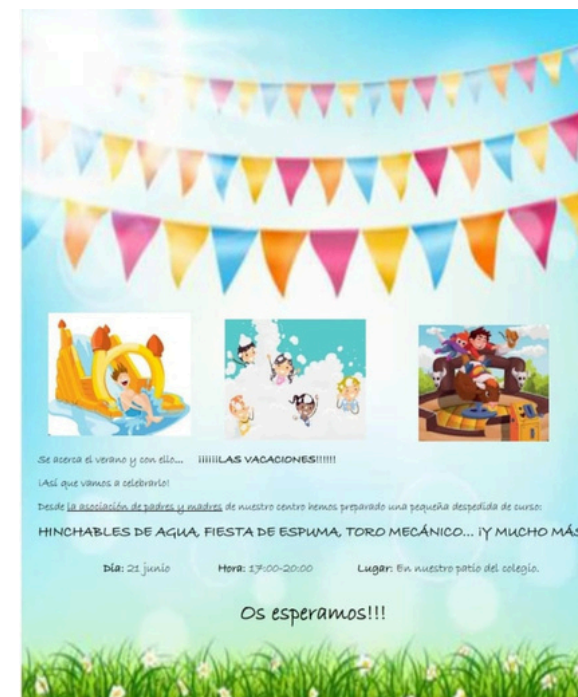 Se acerca el verano y con ello... ¡¡¡¡¡¡LAS VACACIONES!!!!!!
¡Así que vamos a celebrarlo!
Desde la asociación de padres y madres de nuestro centro hemos preparado una pequeña despedida de curso:
HINCHABLES DE AGUA, FIESTA DE ESPUMA, TORO MECÁNICO... ¡Y MUCHO MÁS
Día: 21 junio Hora: 17:00-20:00 Lugar: En nuestro patio del colegio.
Os esperamos!!!